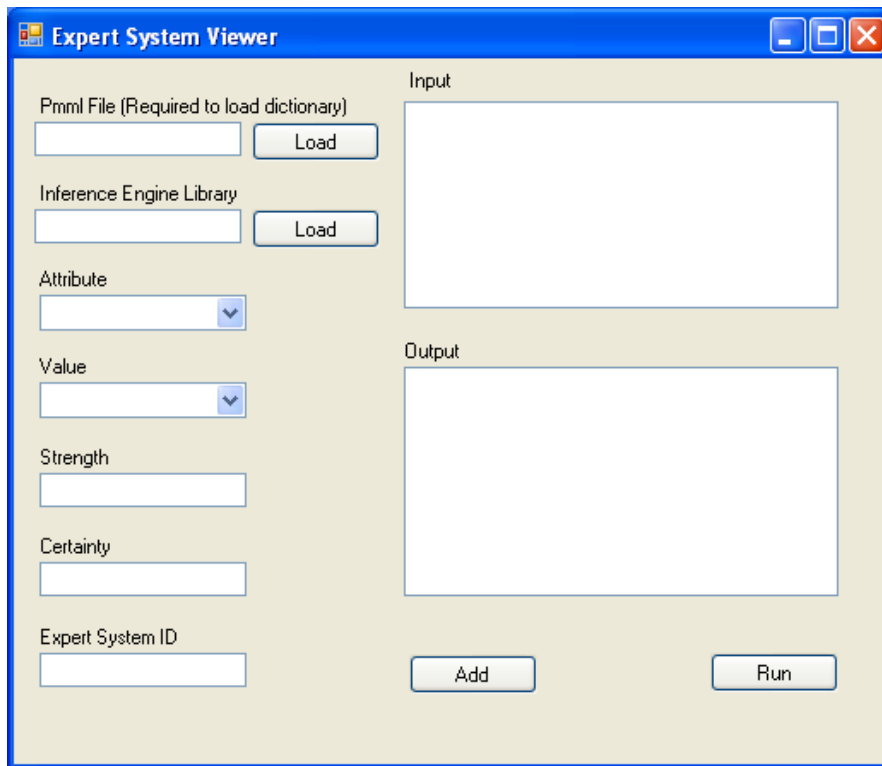 Expert System Viewer
Pmml File (Required to load dictionary)
Load
Inference Engine Library
Load
Attribute
Value
Strength
Certainty
Expert System ID
Input
Output
Add
Run